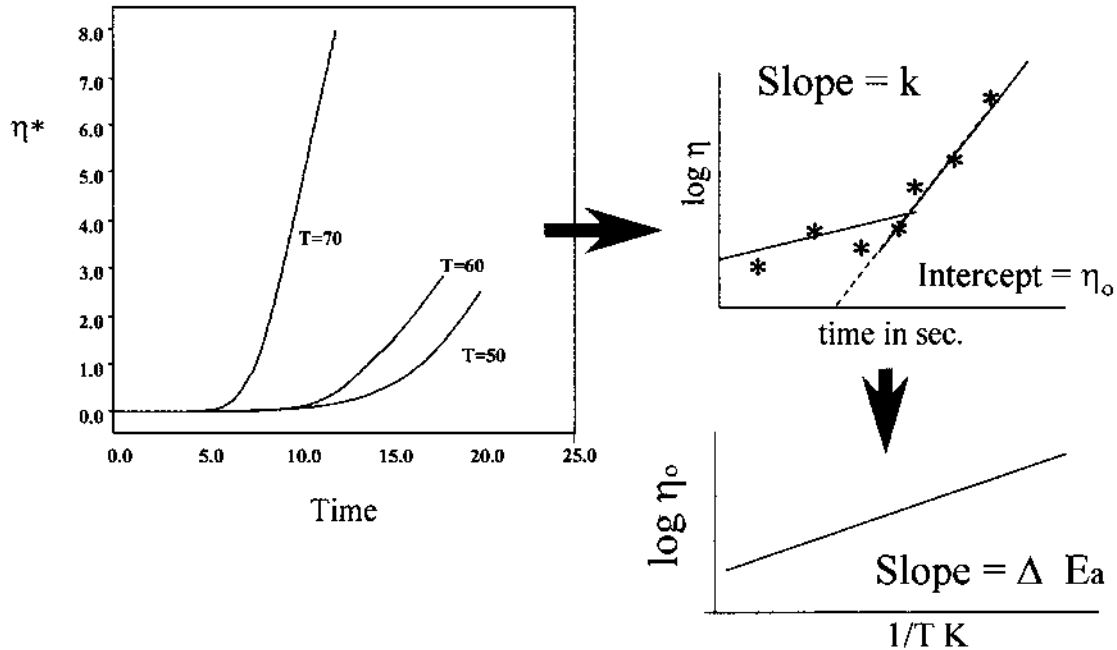 η*
8.0
7.0
6.0
5.0
4.0
3.0
2.0
1.0
0.0
T=70
T=60
T=50
0.0 5.0 10.0 15.0 20.0 25.0
Time
Slope = k
log η
Intercept = ηo
time in sec.
log ηo
Slope = Δ Ea
1/T K